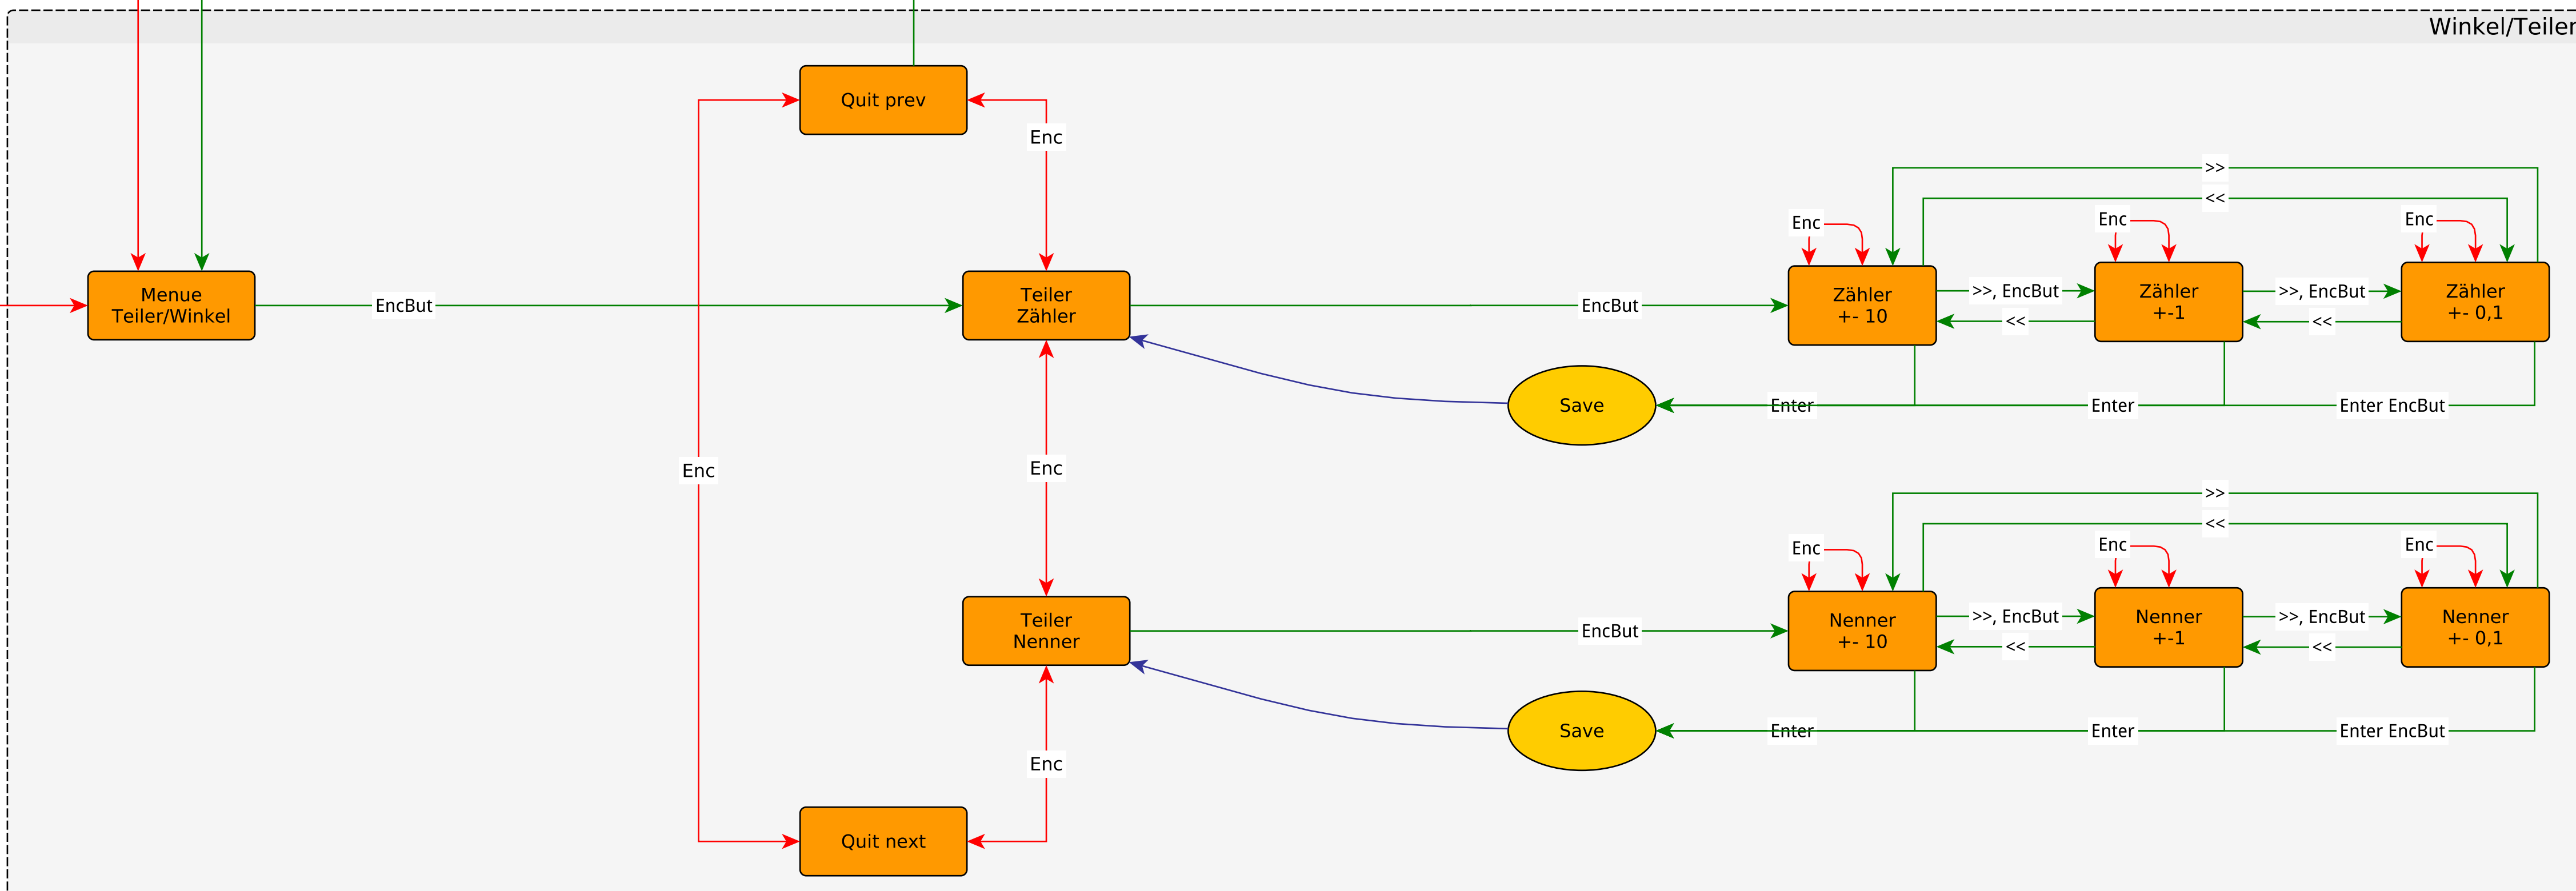 Winkel/Teiler
Quit prev
Enc
>>
<<
Enc
Enc
Enc
Menue
Teiler/Winkel
EncBut
Teiler
Zähler
EncBut
Zähler
+- 10
>>, EncBut
<<
Zähler
+-1
>>, EncBut
<<
Zähler
+- 0,1
Save
Enter
Enter
Enter EncBut
Enc
Enc
>>
<<
Enc
Enc
Enc
Teiler
Nenner
EncBut
Nenner
+- 10
>>, EncBut
<<
Nenner
+-1
>>, EncBut
<<
Nenner
+- 0,1
Save
Enter
Enter
Enter EncBut
Enc
Quit next